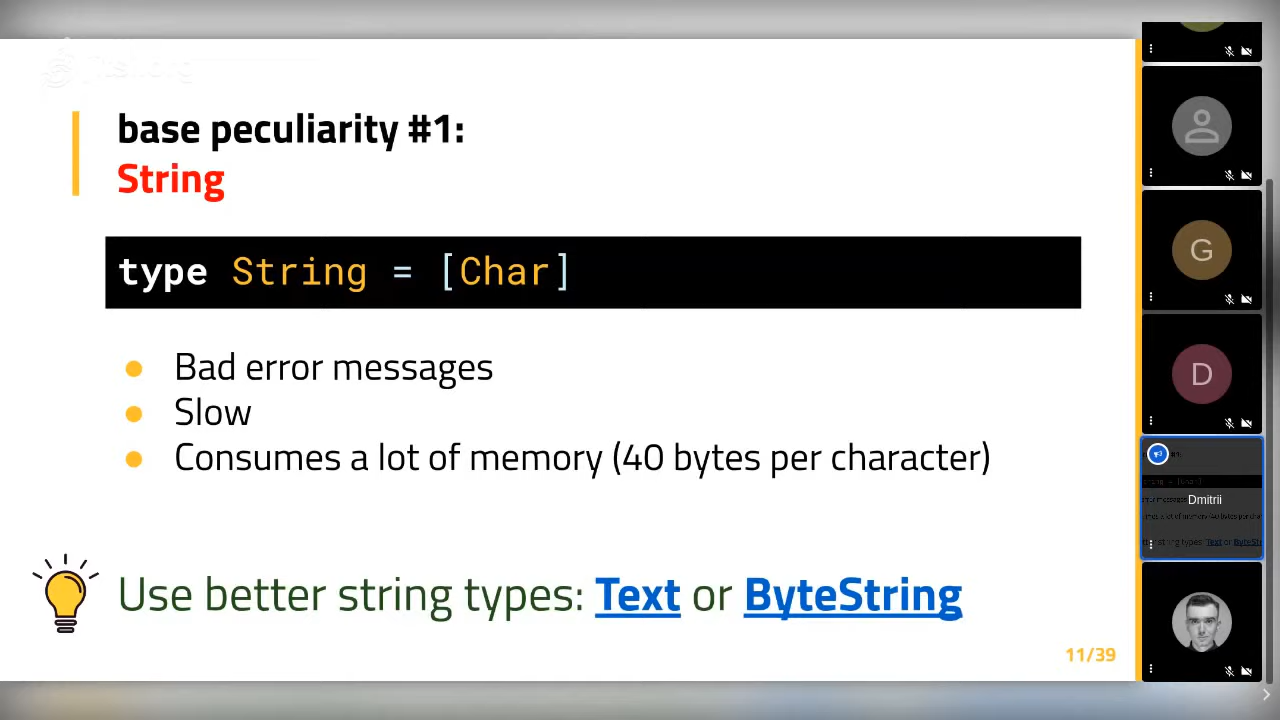 base peculiarity #1:
String
type String = [Char]
● Bad error messages
● Slow
● Consumes a lot of memory (40 bytes per character)
Use better string types: Text or ByteString
11/39
G
D
Dmitrii